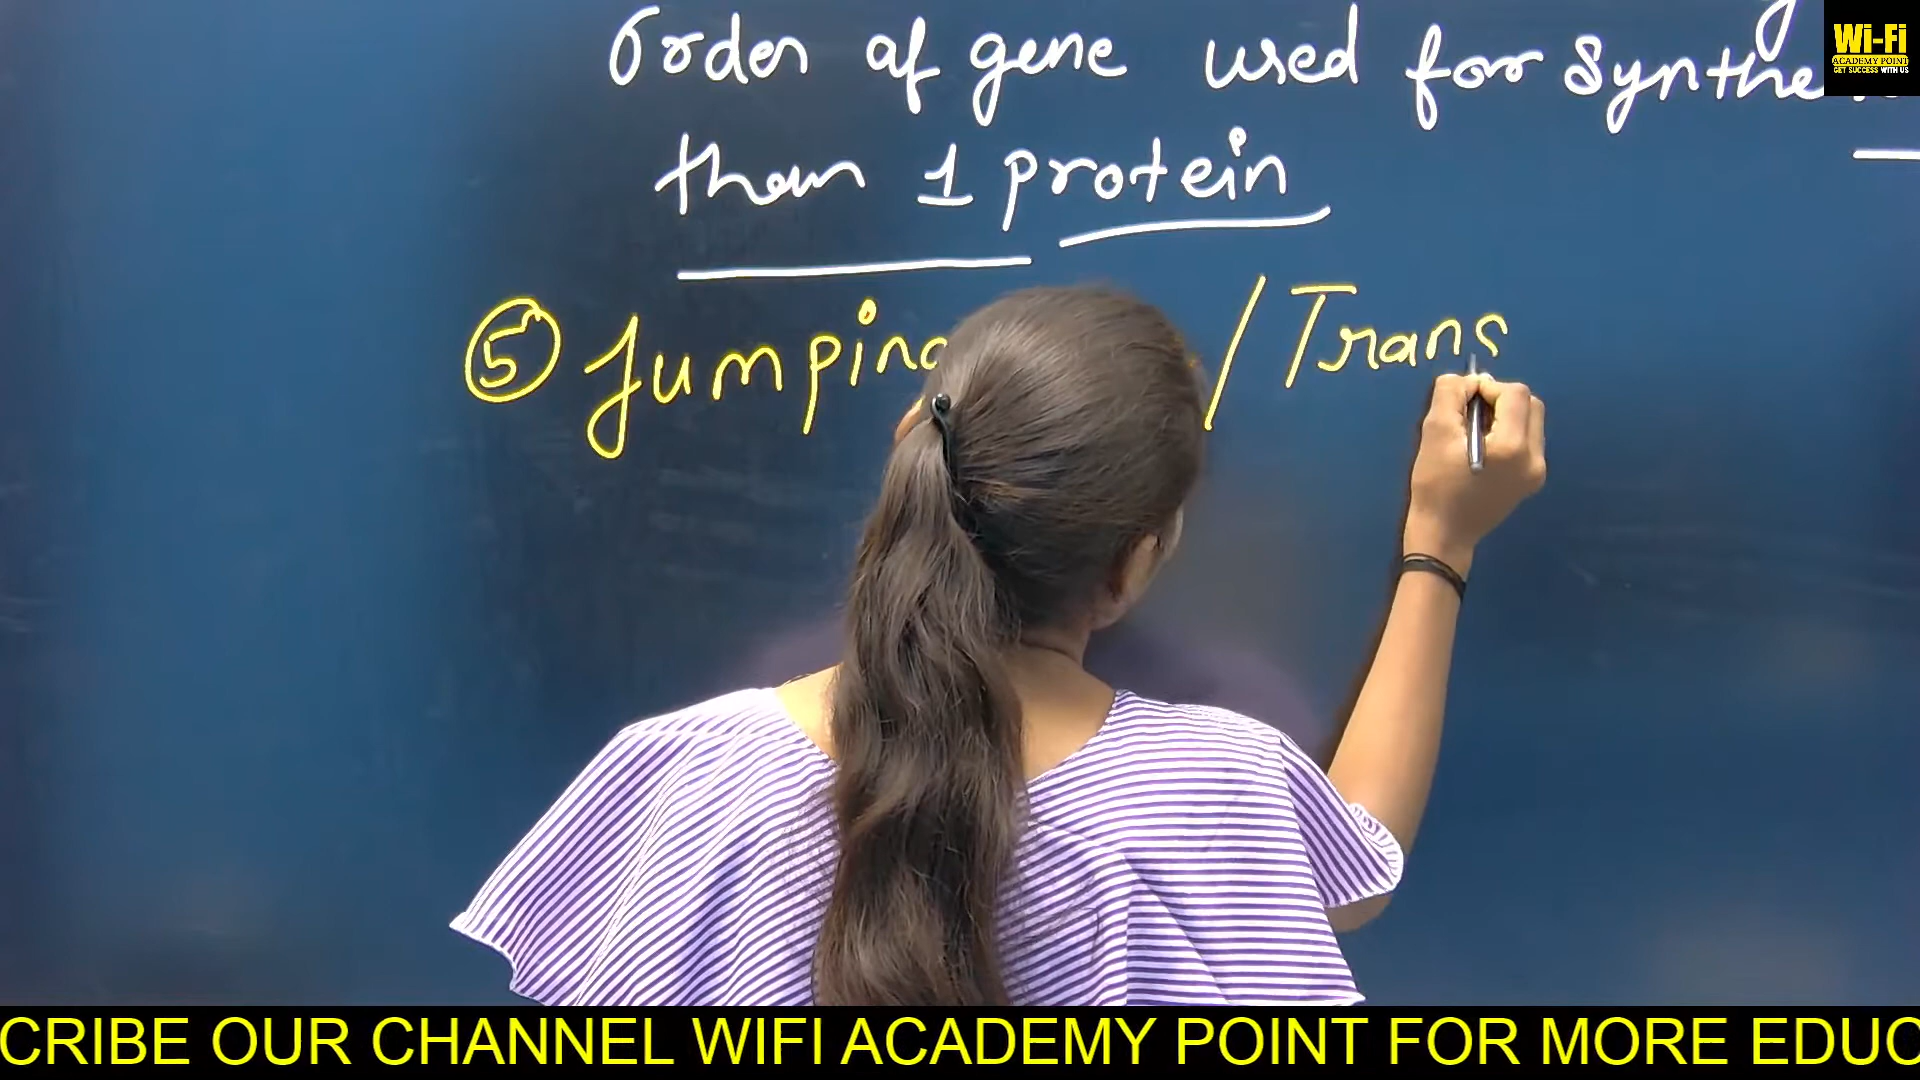 Order of gene used for Synthe
than 1 protein
⑤ Jumping / Trans
Wi-Fi
ACADEMY POINT
GET SUCCESS WITH US
CRIBE OUR CHANNEL WIFI ACADEMY POINT FOR MORE EDUC